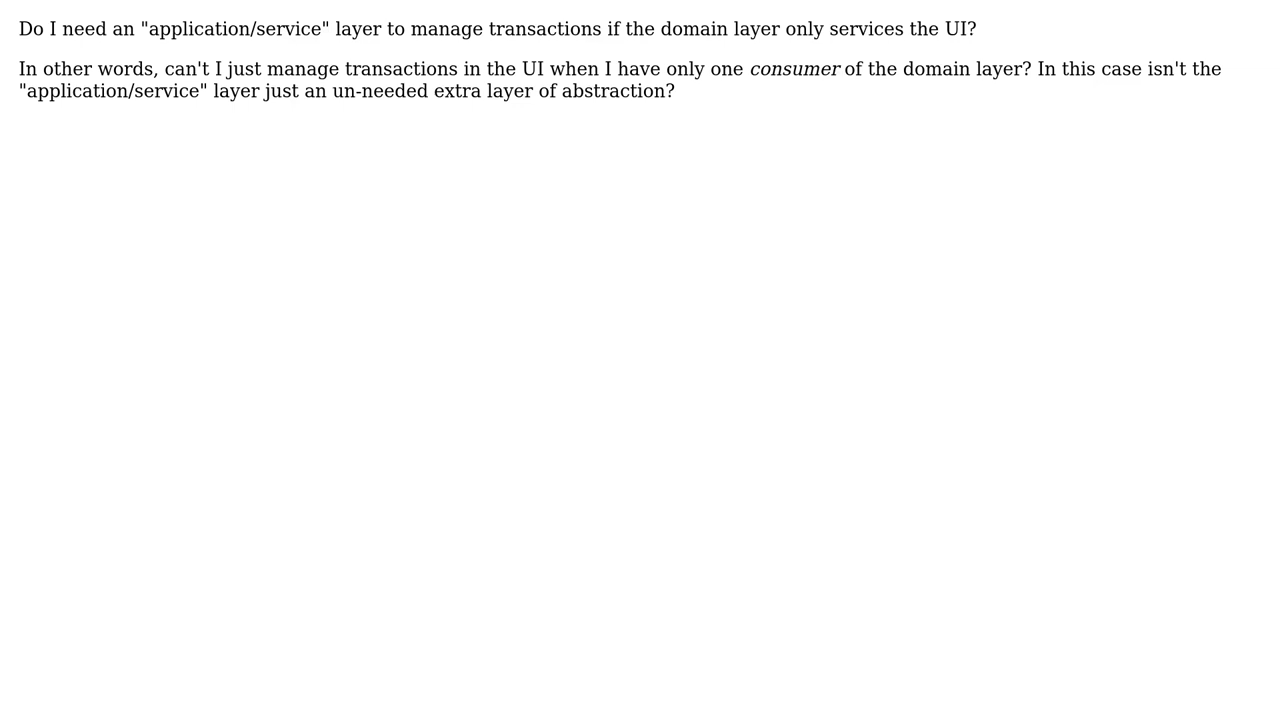 Do I need an "application/service" layer to manage transactions if the domain layer only services the UI?
In other words, can't I just manage transactions in the UI when I have only one consumer of the domain layer? In this case isn't the
"application/service" layer just an un-needed extra layer of abstraction?